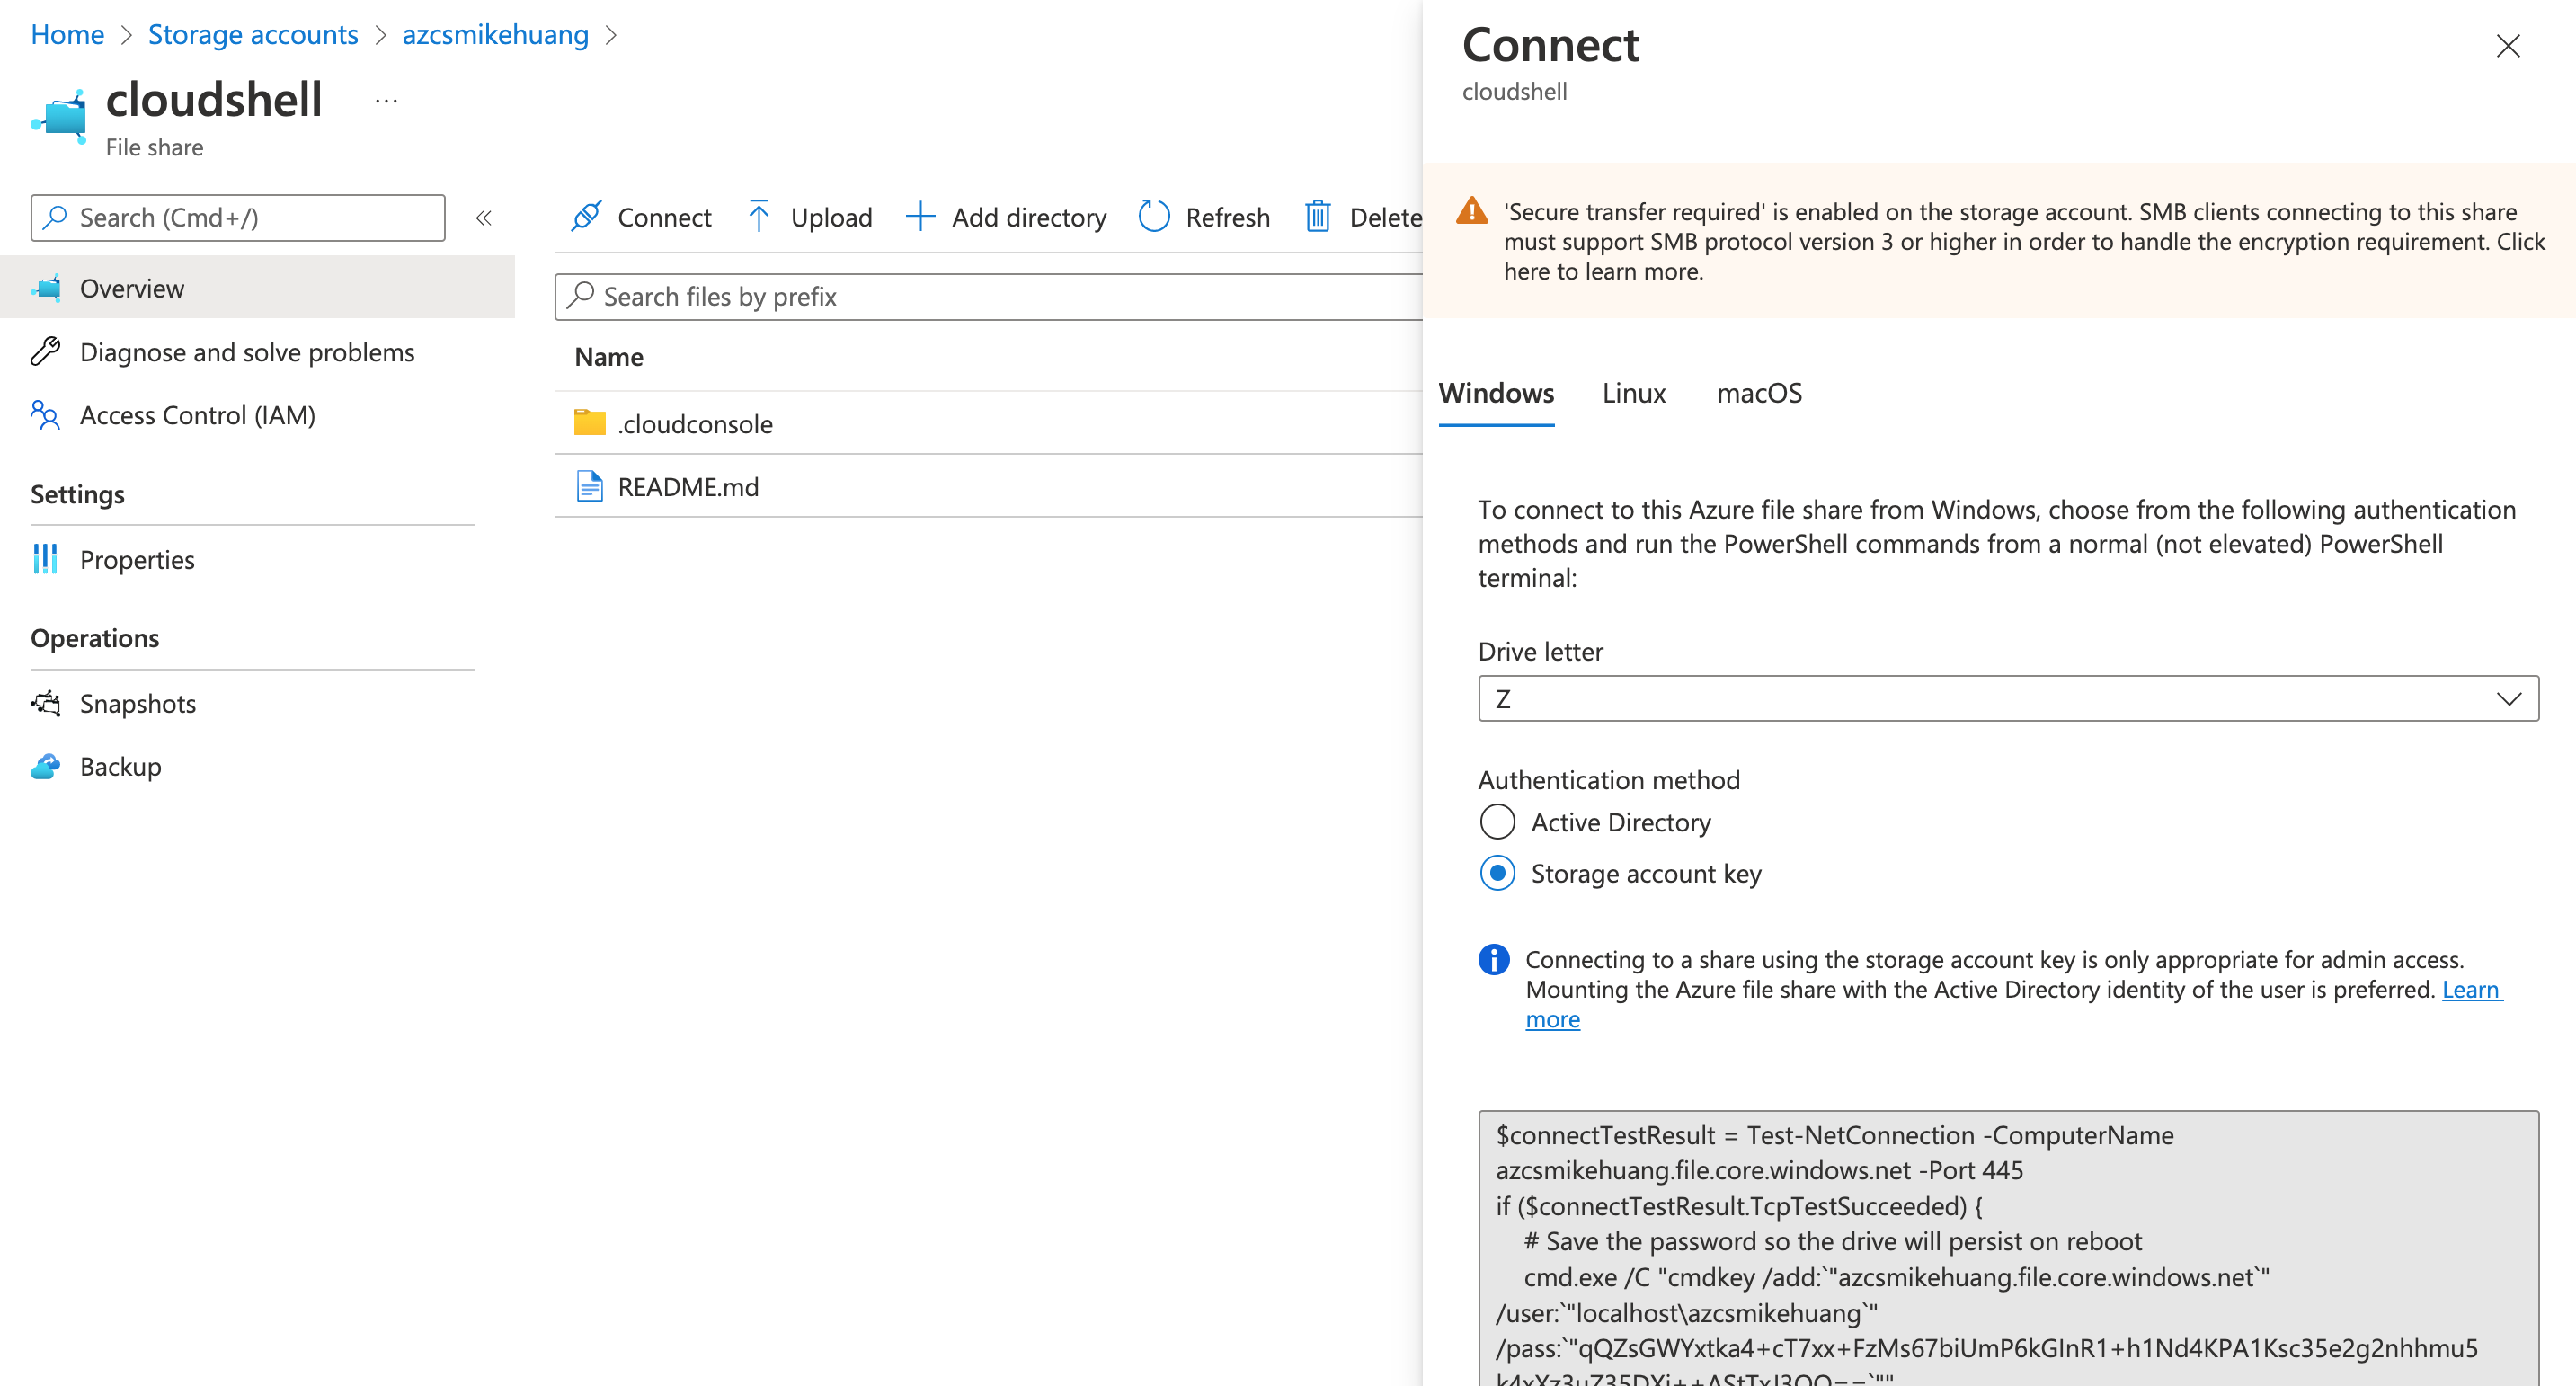 Home > Storage accounts > azcsmikehuang >
cloudshell ...
File share
Search (Cmd+/)
«
Overview
Diagnose and solve problems
Access Control (IAM)
Settings
Properties
Operations
Snapshots
Backup
Connect
Upload
Add directory
Refresh
Delete
Search files by prefix
Name
.cloudconsole
README.md
Connect
cloudshell
'Secure transfer required' is enabled on the storage account. SMB clients connecting to this share
must support SMB protocol version 3 or higher in order to handle the encryption requirement. Click
here to learn more.
Windows
Linux
macOS
To connect to this Azure file share from Windows, choose from the following authentication
methods and run the PowerShell commands from a normal (not elevated) PowerShell
terminal:
Drive letter
Z
Authentication method
Active Directory
Storage account key
Connecting to a share using the storage account key is only appropriate for admin access.
Mounting the Azure file share with the Active Directory identity of the user is preferred. Learn
more
$connectTestResult = Test-NetConnection -ComputerName
azcsmikehuang.file.core.windows.net -Port 445
if ($connectTestResult.TcpTestSucceeded) {
# Save the password so the drive will persist on reboot
cmd.exe /C "cmdkey /add:`"azcsmikehuang.file.core.windows.net`"
/user:`"localhost\azcsmikehuang`"
/pass:`"qQZsGWYxtka4+cT7xx+FzMs67biUmP6kGInR1+h1Nd4KPA1Ksc35e2g2nhhmu5